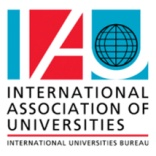 IAU
INTERNATIONAL
ASSOCIATION OF
UNIVERSITIES
INTERNATIONAL UNIVERSITIES BUREAU